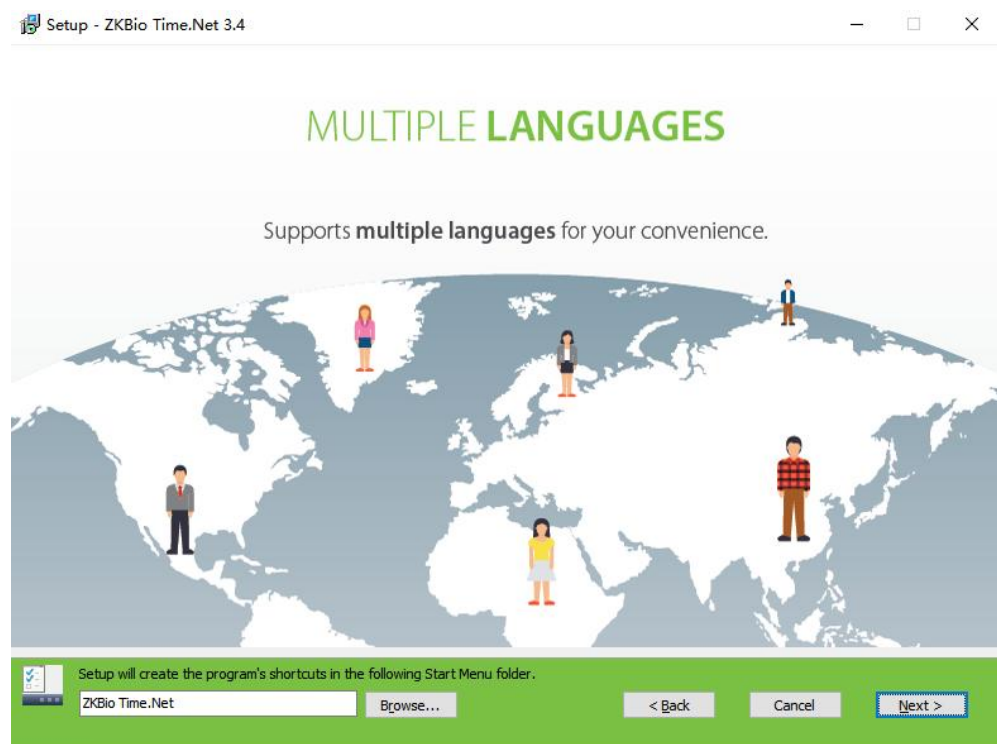 Setup - ZKBio Time.Net 3.4
MULTIPLE LANGUAGES
Supports multiple languages for your convenience.
Setup will create the program's shortcuts in the following Start Menu folder.
ZKBio Time.Net
Browse...
< Back
Cancel
Next >